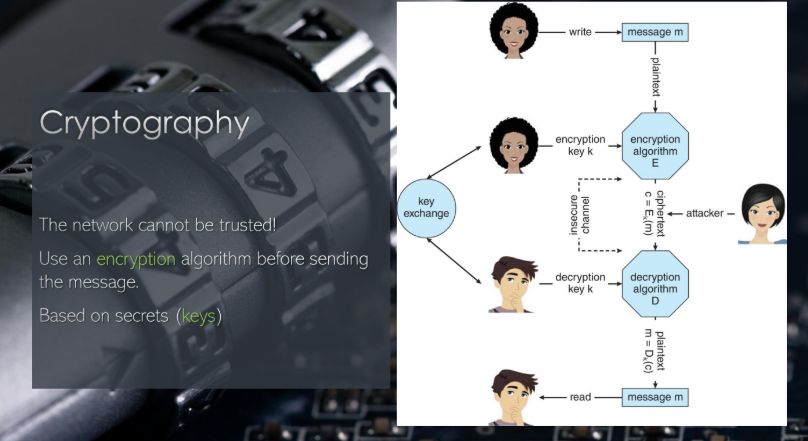 Cryptography
The network cannot be trusted!
Use an encryption algorithm before sending
the message.
Based on secrets (keys)
write
message m
plaintext
encryption
key k
encryption
algorithm
E
key
exchange
insecure
channel
ciphertext
c = Eₖ(m)
attacker
decryption
key k
decryption
algorithm
D
plaintext
m = Dₖ(c)
read
message m